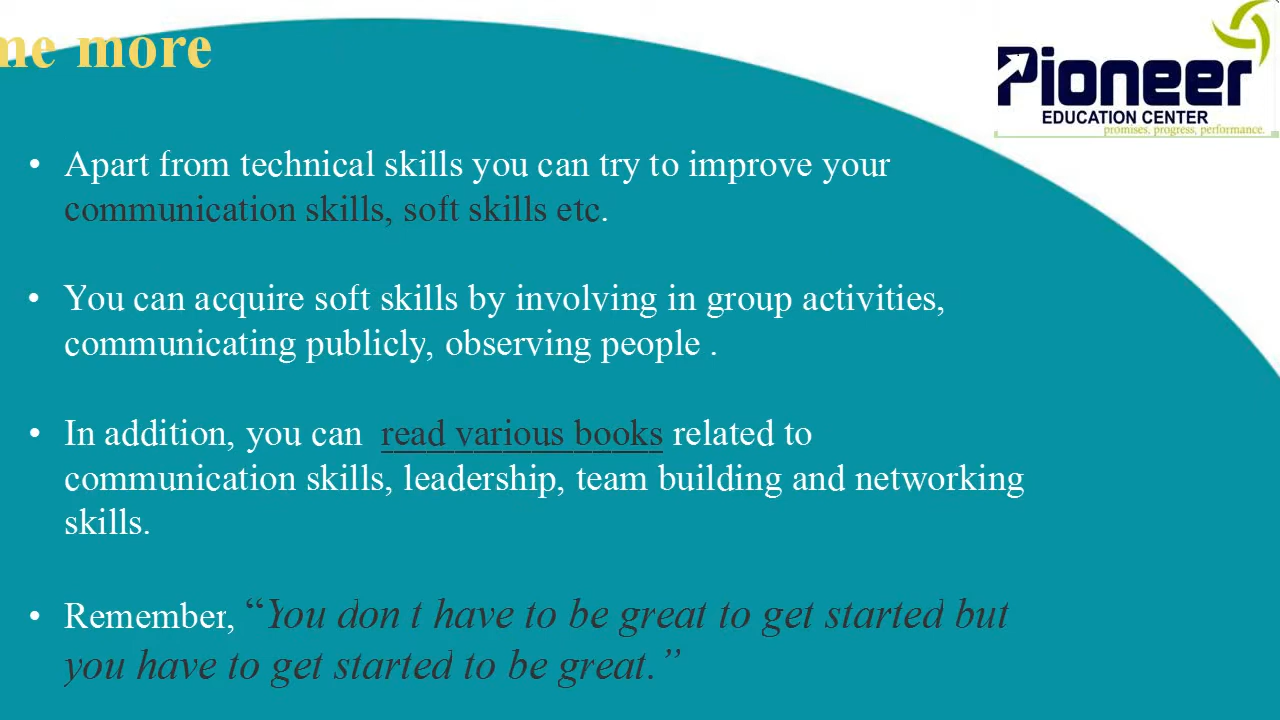 me more
Pioneer
EDUCATION CENTER
promises, progress, performance.
• Apart from technical skills you can try to improve your
communication skills, soft skills etc.
• You can acquire soft skills by involving in group activities,
communicating publicly, observing people .
• In addition, you can read various books related to
communication skills, leadership, team building and networking
skills.
• Remember, “You don t have to be great to get started but
you have to get started to be great.”